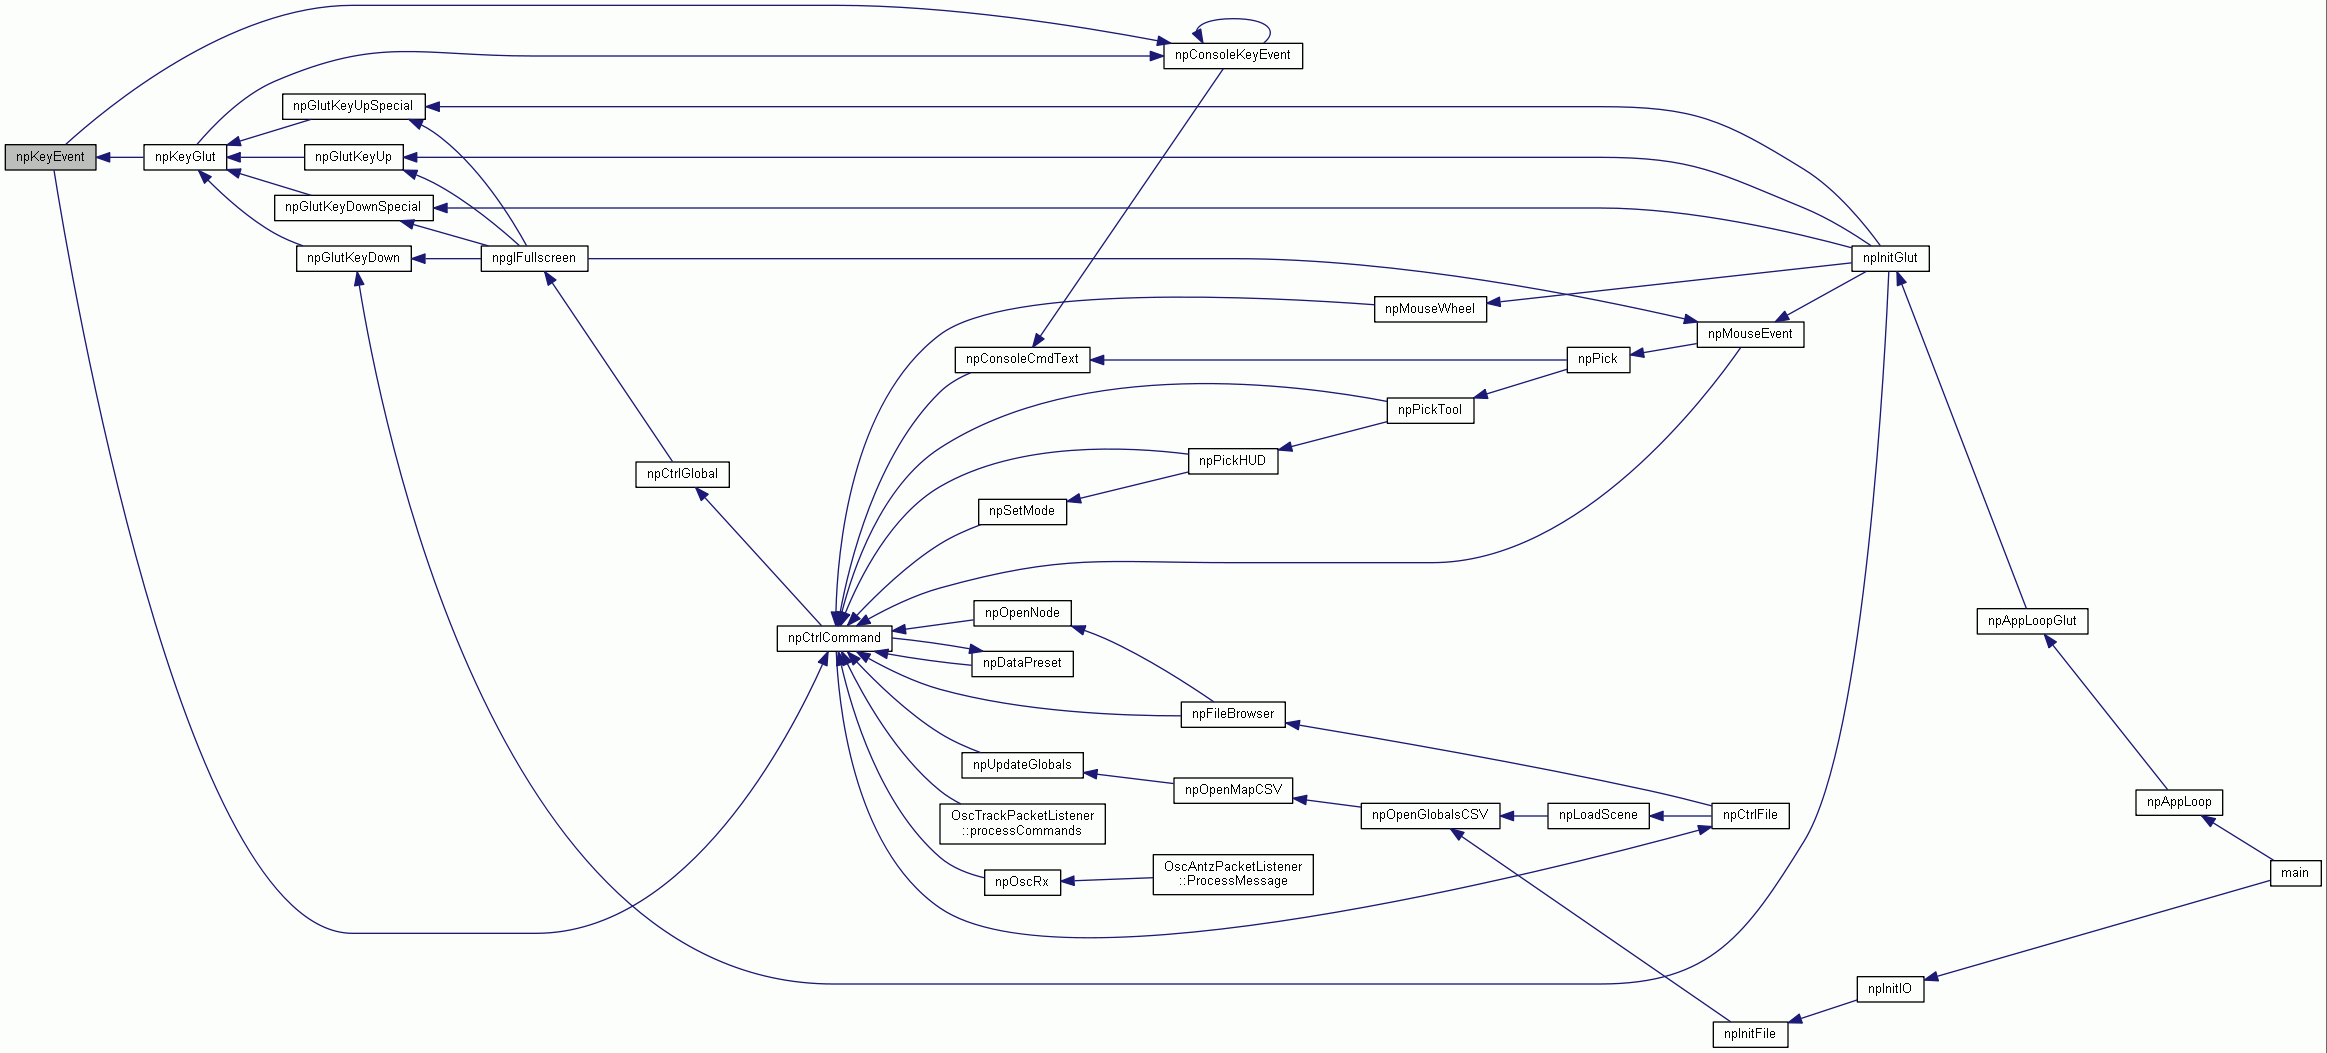 npConsoleKeyEvent
npGlutKeyUpSpecial
npKeyEvent
npKeyGlut
npGlutKeyUp
npGlutKeyDownSpecial
npGlutKeyDown
npglFullscreen
npInitGlut
npMouseWheel
npMouseEvent
npConsoleCmdText
npPick
npPickTool
npPickHUD
npCtrlGlobal
npSetMode
npOpenNode
npAppLoopGlut
npCtrlCommand
npDataPreset
npFileBrowser
npUpdateGlobals
npOpenMapCSV
npAppLoop
OscTrackPacketListener
::processCommands
npOpenGlobalsCSV
npLoadScene
npCtrlFile
OscAntzPacketListener
::ProcessMessage
npOscRx
main
npInitIO
npInitFile